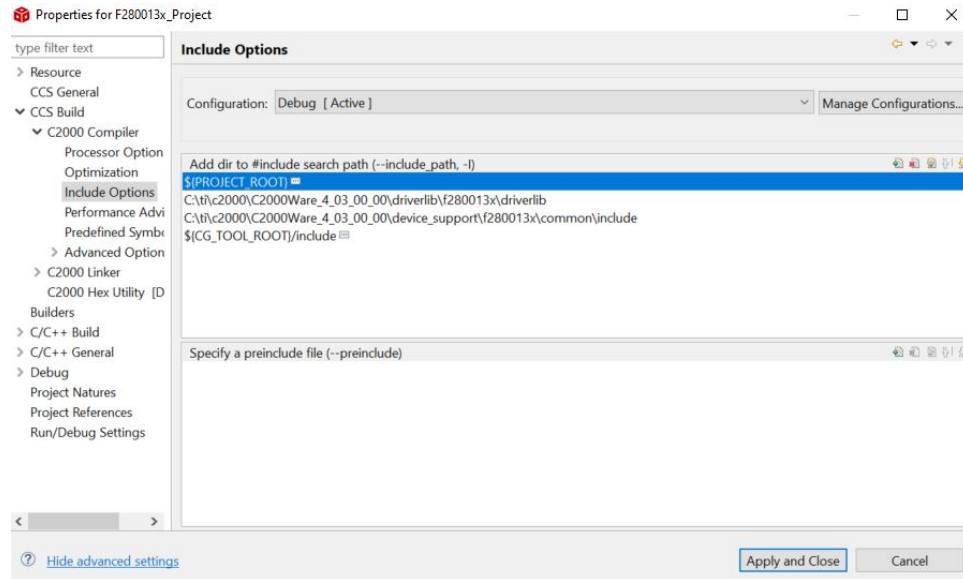 Properties for F280013x_Project
type filter text
Resource
CCS General
CCS Build
C2000 Compiler
Processor Option
Optimization
Include Options
Performance Advi
Predefined Symb
Advanced Option
C2000 Linker
C2000 Hex Utility [D
Builders
C/C++ Build
C/C++ General
Debug
Project Natures
Project References
Run/Debug Settings
Include Options
Configuration: Debug [ Active ]
Manage Configurations...
Add dir to #include search path (--include_path, -I)
${PROJECT_ROOT}
C:\ti\c2000\C2000Ware_4_03_00_00\driverlib\f280013x\driverlib
C:\ti\c2000\C2000Ware_4_03_00_00\device_support\f280013x\common\include
${CG_TOOL_ROOT}/include
Specify a preinclude file (--preinclude)
Hide advanced settings
Apply and Close
Cancel